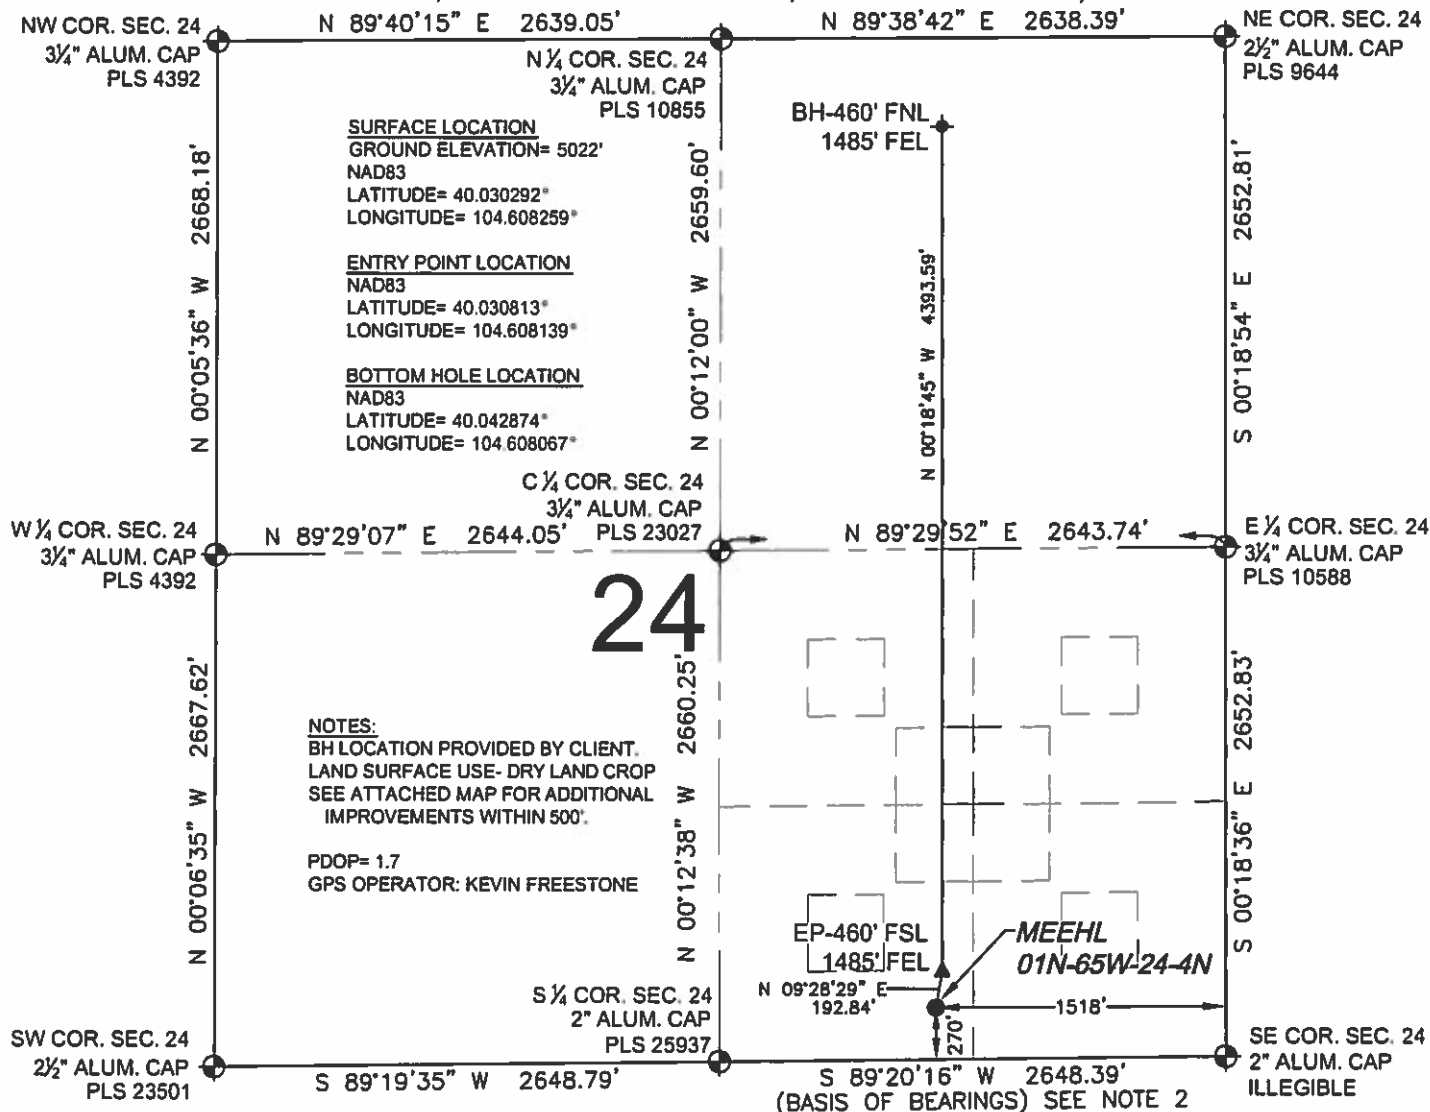 N 89°40'15" E 2639.05'
N 89°38'42" E 2638.39'
NW COR. SEC. 24
3¼" ALUM. CAP
PLS 4392
N ¼ COR. SEC. 24
3¼" ALUM. CAP
PLS 10855
NE COR. SEC. 24
2½" ALUM. CAP
PLS 9644
BH-460' FNL
1485' FEL
SURFACE LOCATION
GROUND ELEVATION= 5022'
NAD83
LATITUDE= 40.030292°
LONGITUDE= 104.608259°
ENTRY POINT LOCATION
NAD83
LATITUDE= 40.030813°
LONGITUDE= 104.608139°
BOTTOM HOLE LOCATION
NAD83
LATITUDE= 40.042874°
LONGITUDE= 104.608067°
N 00°05'36" W 2668.18'
N 00°12'00" W 2659.60'
N 00°18'45" W 4393.59'
S 00°18'54" E 2652.81'
C ¼ COR. SEC. 24
3¼" ALUM. CAP
PLS 23027
W ¼ COR. SEC. 24
3¼" ALUM. CAP
PLS 4392
N 89°29'07" E 2644.05'
N 89°29'52" E 2643.74'
E ¼ COR. SEC. 24
3¼" ALUM. CAP
PLS 10588
24
N 00°06'35" W 2667.62'
N 00°12'38" W 2660.25'
S 00°18'36" E 2652.83'
NOTES:
BH LOCATION PROVIDED BY CLIENT.
LAND SURFACE USE- DRY LAND CROP
SEE ATTACHED MAP FOR ADDITIONAL
IMPROVEMENTS WITHIN 500'.
PDOP= 1.7
GPS OPERATOR: KEVIN FREESTONE
EP-460' FSL
1485' FEL
MEEHL
01N-65W-24-4N
N 09°28'29" E
192.84'
1518'
270'
S ¼ COR. SEC. 24
2" ALUM. CAP
PLS 25937
SW COR. SEC. 24
2½" ALUM. CAP
PLS 23501
SE COR. SEC. 24
2" ALUM. CAP
ILLEGIBLE
S 89°19'35" W 2648.79'
S 89°20'16" W 2648.39'
(BASIS OF BEARINGS) SEE NOTE 2